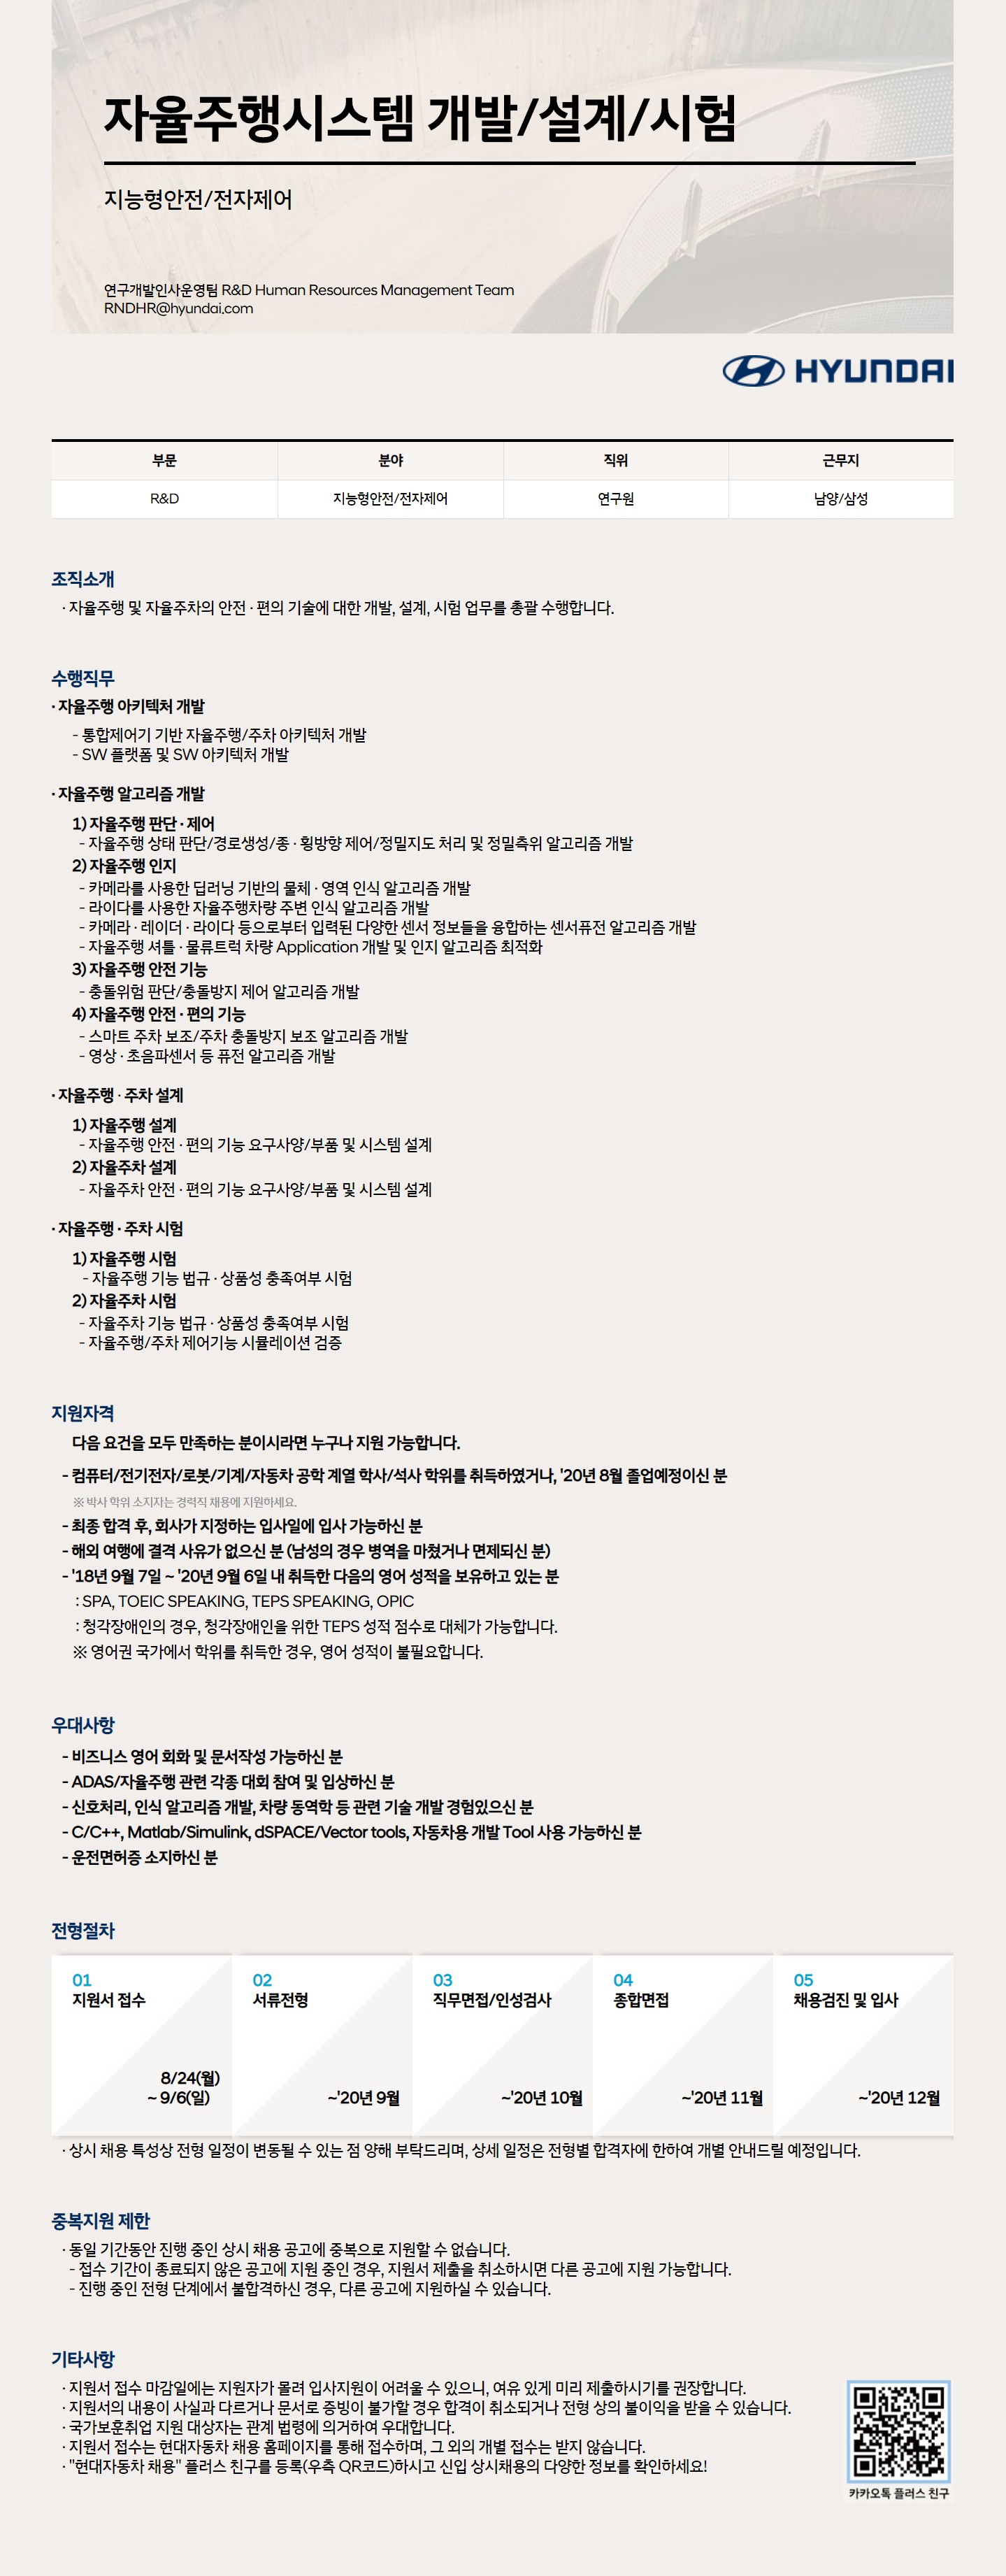 자율주행시스템 개발/설계/시험
지능형안전/전자제어
연구개발인사운영팀 R&D Human Resources Management Team
RNDHR@hyundai.com
HYUNDAI
부문 분야 직위 근무지
R&D 지능형안전/전자제어 연구원 남양/삼성
조직소개
· 자율주행 및 자율주차의 안전 · 편의 기술에 대한 개발, 설계, 시험 업무를 총괄 수행합니다.
수행직무
· 자율주행 아키텍처 개발
- 통합제어기 기반 자율주행/주차 아키텍처 개발
- SW 플랫폼 및 SW 아키텍처 개발
· 자율주행 알고리즘 개발
1) 자율주행 판단 · 제어
- 자율주행 상태 판단/경로생성/종 · 횡방향 제어/정밀지도 처리 및 정밀측위 알고리즘 개발
2) 자율주행 인지
- 카메라를 사용한 딥러닝 기반의 물체 · 영역 인식 알고리즘 개발
- 라이다를 사용한 자율주행차량 주변 인식 알고리즘 개발
- 카메라 · 레이더 · 라이다 등으로부터 입력된 다양한 센서 정보들을 융합하는 센서퓨전 알고리즘 개발
- 자율주행 셔틀 · 물류트럭 차량 Application 개발 및 인지 알고리즘 최적화
3) 자율주행 안전 기능
- 충돌위험 판단/충돌방지 제어 알고리즘 개발
4) 자율주행 안전 · 편의 기능
- 스마트 주차 보조/주차 충돌방지 보조 알고리즘 개발
- 영상 · 초음파센서 등 퓨전 알고리즘 개발
· 자율주행 · 주차 설계
1) 자율주행 설계
- 자율주행 안전 · 편의 기능 요구사양/부품 및 시스템 설계
2) 자율주차 설계
- 자율주차 안전 · 편의 기능 요구사양/부품 및 시스템 설계
· 자율주행 · 주차 시험
1) 자율주행 시험
- 자율주행 기능 법규 · 상품성 충족여부 시험
2) 자율주차 시험
- 자율주차 기능 법규 · 상품성 충족여부 시험
- 자율주행/주차 제어기능 시뮬레이션 검증
지원자격
다음 요건을 모두 만족하는 분이시라면 누구나 지원 가능합니다.
- 컴퓨터/전기전자/로봇/기계/자동차 공학 계열 학사/석사 학위를 취득하였거나, '20년 8월 졸업예정이신 분
※ 박사 학위 소지자는 경력직 채용에 지원하세요.
- 최종 합격 후, 회사가 지정하는 입사일에 입사 가능하신 분
- 해외 여행에 결격 사유가 없으신 분 (남성의 경우 병역을 마쳤거나 면제되신 분)
- '18년 9월 7일 ~ '20년 9월 6일 내 취득한 다음의 영어 성적을 보유하고 있는 분
: SPA, TOEIC SPEAKING, TEPS SPEAKING, OPIC
: 청각장애인의 경우, 청각장애인을 위한 TEPS 성적 점수로 대체가 가능합니다.
※ 영어권 국가에서 학위를 취득한 경우, 영어 성적이 불필요합니다.
우대사항
- 비즈니스 영어 회화 및 문서작성 가능하신 분
- ADAS/자율주행 관련 각종 대회 참여 및 입상하신 분
- 신호처리, 인식 알고리즘 개발, 차량 동역학 등 관련 기술 개발 경험있으신 분
- C/C++, Matlab/Simulink, dSPACE/Vector tools, 자동차용 개발 Tool 사용 가능하신 분
- 운전면허증 소지하신 분
전형절차
01 02 03 04 05
지원서 접수 서류전형 직무면접/인성검사 종합면접 채용검진 및 입사
8/24(월)
~ 9/6(일) ~'20년 9월 ~'20년 10월 ~'20년 11월 ~'20년 12월
· 상시 채용 특성상 전형 일정이 변동될 수 있는 점 양해 부탁드리며, 상세 일정은 전형별 합격자에 한하여 개별 안내드릴 예정입니다.
중복지원 제한
· 동일 기간동안 진행 중인 상시 채용 공고에 중복으로 지원할 수 없습니다.
- 접수 기간이 종료되지 않은 공고에 지원 중인 경우, 지원서 제출을 취소하시면 다른 공고에 지원 가능합니다.
- 진행 중인 전형 단계에서 불합격하신 경우, 다른 공고에 지원하실 수 있습니다.
기타사항
· 지원서 접수 마감일에는 지원자가 몰려 입사지원이 어려울 수 있으니, 여유 있게 미리 제출하시기를 권장합니다.
· 지원서의 내용이 사실과 다르거나 문서로 증빙이 불가할 경우 합격이 취소되거나 전형 상의 불이익을 받을 수 있습니다.
· 국가보훈취업 지원 대상자는 관계 법령에 의거하여 우대합니다.
· 지원서 접수는 현대자동차 채용 홈페이지를 통해 접수하며, 그 외의 개별 접수는 받지 않습니다.
· "현대자동차 채용" 플러스 친구를 등록(우측 QR코드)하시고 신입 상시채용의 다양한 정보를 확인하세요!
카카오톡 플러스 친구